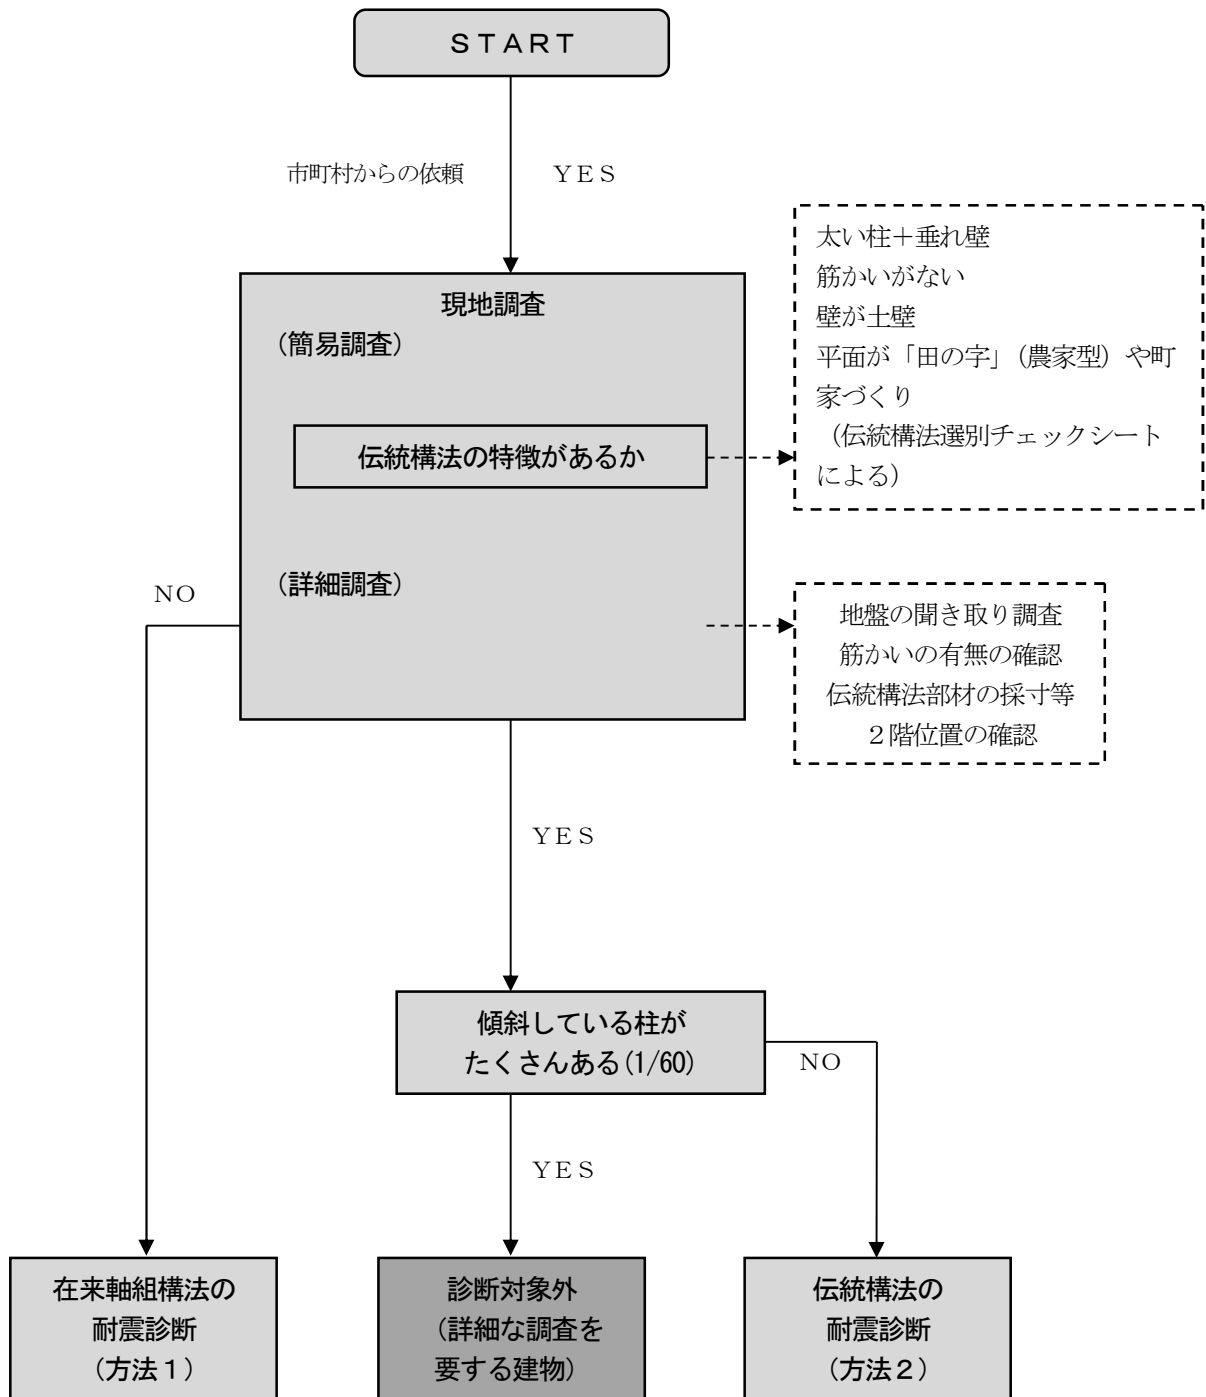 ＳＴＡＲＴ
市町村からの依頼
ＹＥＳ
太い柱＋垂れ壁
筋かいがない
壁が土壁
平面が「田の字」（農家型）や町
家づくり
（伝統構法選別チェックシート
による）
現地調査
（簡易調査）
伝統構法の特徴があるか
（詳細調査）
ＮＯ
地盤の聞き取り調査
筋かいの有無の確認
伝統構法部材の採寸等
２階位置の確認
ＹＥＳ
傾斜している柱が
たくさんある(1/60)
ＮＯ
ＹＥＳ
在来軸組構法の
耐震診断
（方法１）
診断対象外
（詳細な調査を
要する建物）
伝統構法の
耐震診断
（方法２）